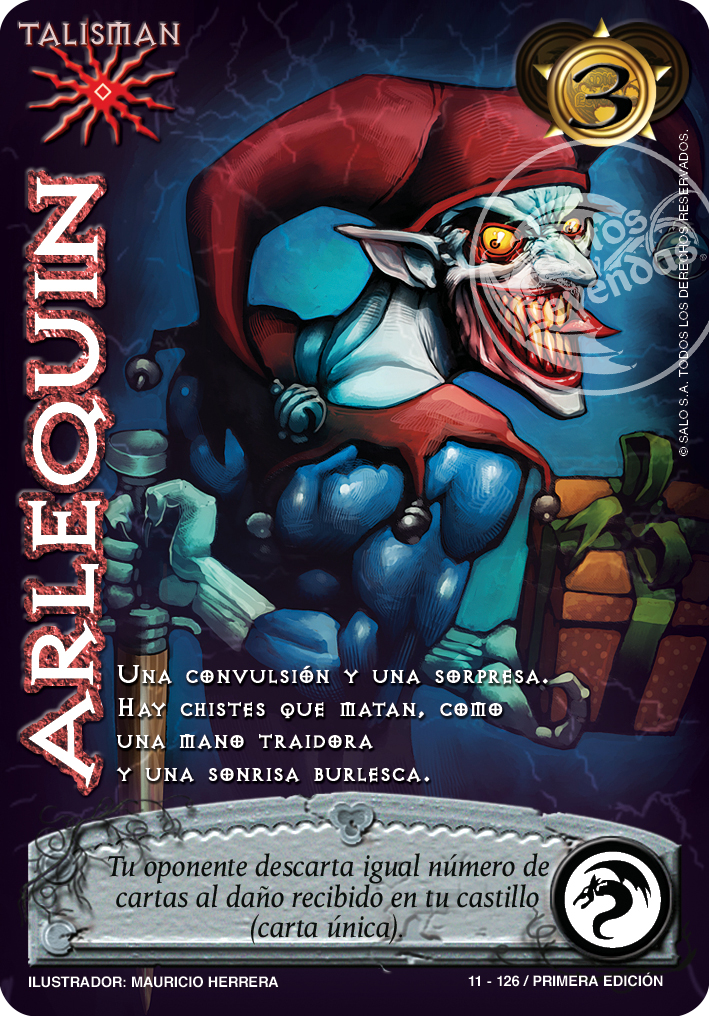 TALISMAN
3
ARLEQUIN
© SALO S.A. TODOS LOS DERECHOS RESERVADOS.
Una convulsión y una sorpresa.
Hay chistes que matan, como
una mano traidora
y una sonrisa burlesca.
Tu oponente descarta igual número de
cartas al daño recibido en tu castillo
(carta única).
ILUSTRADOR: MAURICIO HERRERA
11 - 126 / PRIMERA EDICIÓN